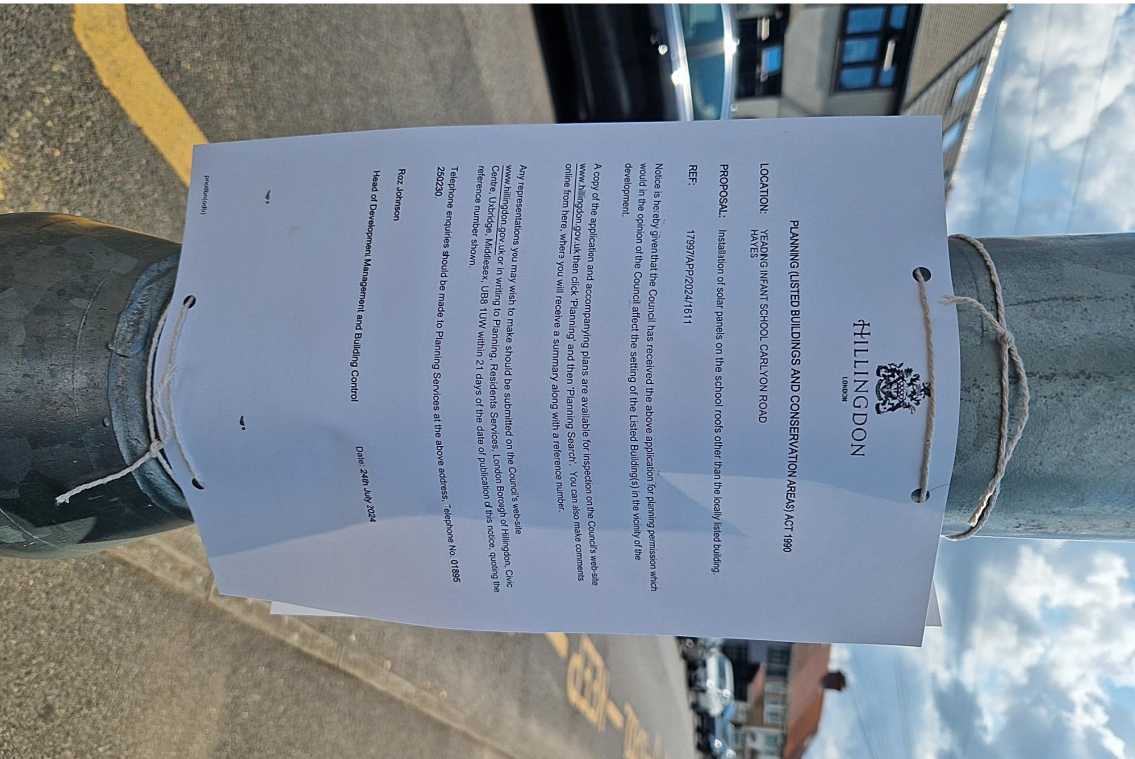 HILLINGDON
LONDON
PLANNING (LISTED BUILDINGS AND CONSERVATION AREAS) ACT 1990
LOCATION: YEADING INFANT SCHOOL CARLYON ROAD
HAYES
PROPOSAL: Installation of solar panels on the school roofs other than the locally listed building.
REF: 17997/APP/2024/1611
Notice is hereby given that the Council has received the above application for planning permission which
would in the opinion of the Council affect the setting of the Listed Building(s) in the vicinity of the
development.
A copy of the application and accompanying plans are available for inspection on the Council's web-site
www.hillingdon.gov.uk then click 'Planning' and then 'Planning Search'. You can also make comments
online from here, where you will receive a summary along with a reference number.
Any representations you may wish to make should be submitted on the Council's web-site
www.hillingdon.gov.uk or in writing to Planning, Residents Services, London Borough of Hillingdon, Civic
Centre, Uxbridge, Middlesex, UB8 1UW within 21 days of the date of publication of this notice, quoting the
reference number shown.
Telephone enquiries should be made to Planning Services at the above address, Telephone No. 01895
250230.
Roz Johnson
Head of Development Management and Building Control Date: 24th July 2024
KEEP